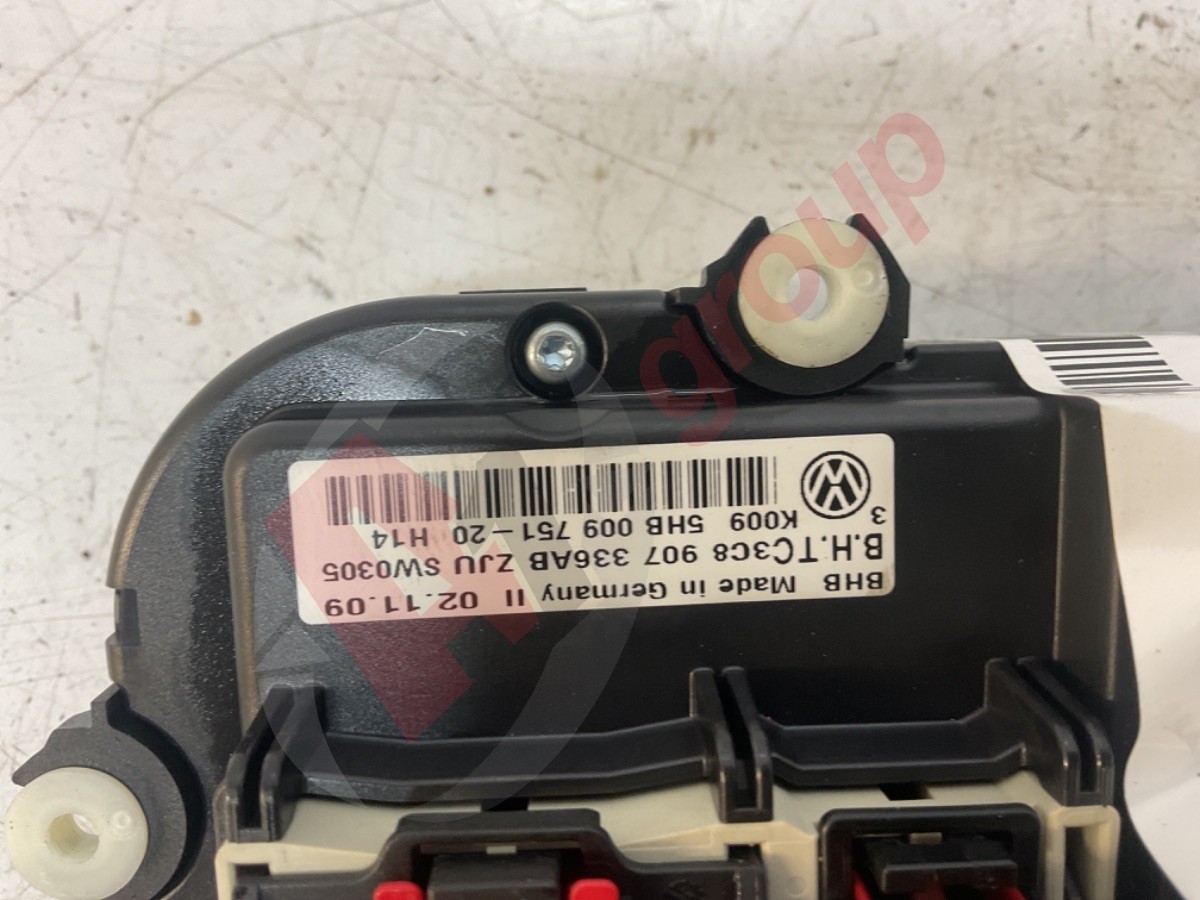 BHB Made in Germany II 02.11.09
B.H.TC3C8 907 336AB ZJU SW0305
3 K009 5HB 009 751-20 H14
A1 group